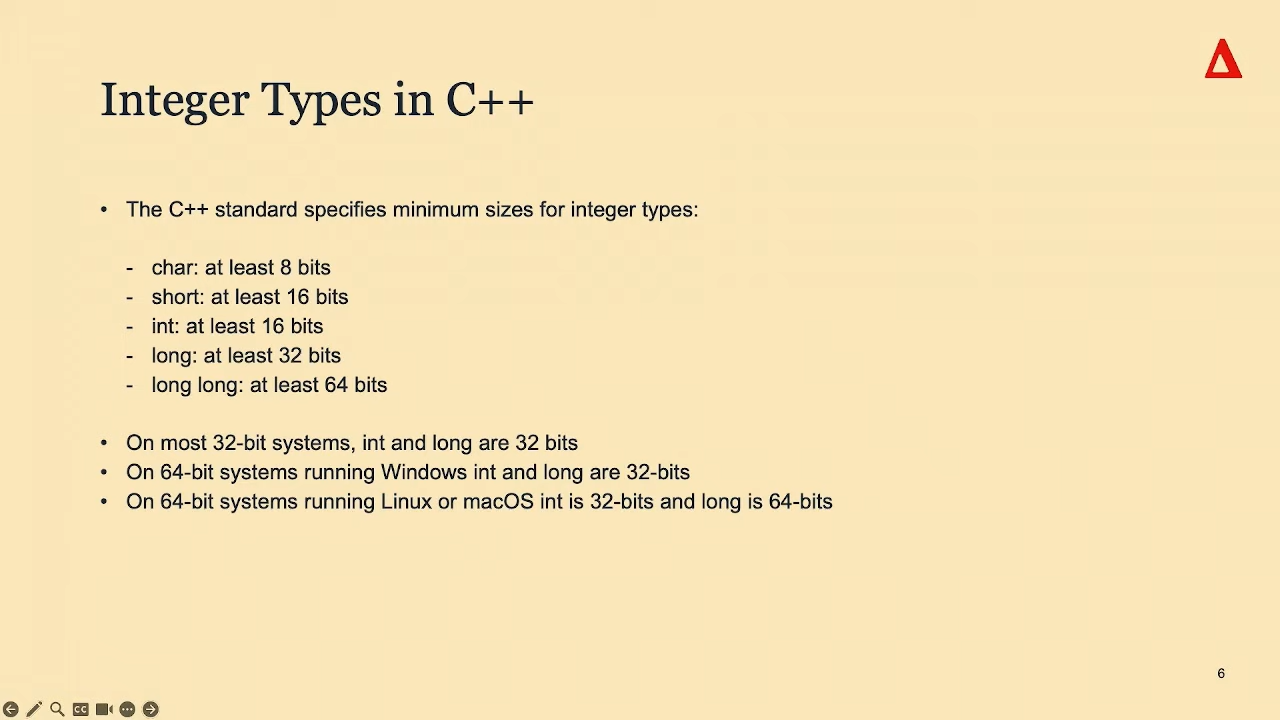 Integer Types in C++
• The C++ standard specifies minimum sizes for integer types:
- char: at least 8 bits
- short: at least 16 bits
- int: at least 16 bits
- long: at least 32 bits
- long long: at least 64 bits
• On most 32-bit systems, int and long are 32 bits
• On 64-bit systems running Windows int and long are 32-bits
• On 64-bit systems running Linux or macOS int is 32-bits and long is 64-bits
6
CC